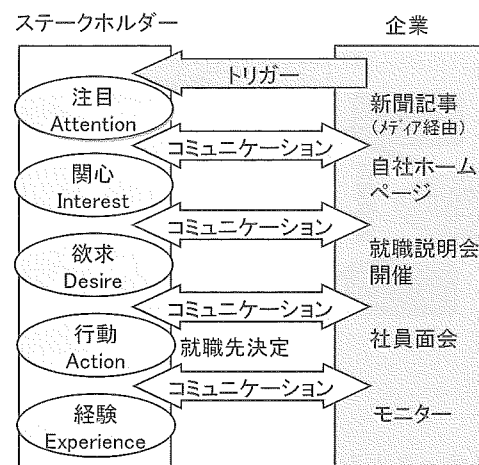 ステークホルダー
企業
トリガー
注目
Attention
新聞記事
(メディア経由)
コミュニケーション
自社ホーム
ページ
関心
Interest
コミュニケーション
欲求
Desire
就職説明会
開催
コミュニケーション
行動
Action
就職先決定
社員面会
コミュニケーション
経験
Experience
モニター